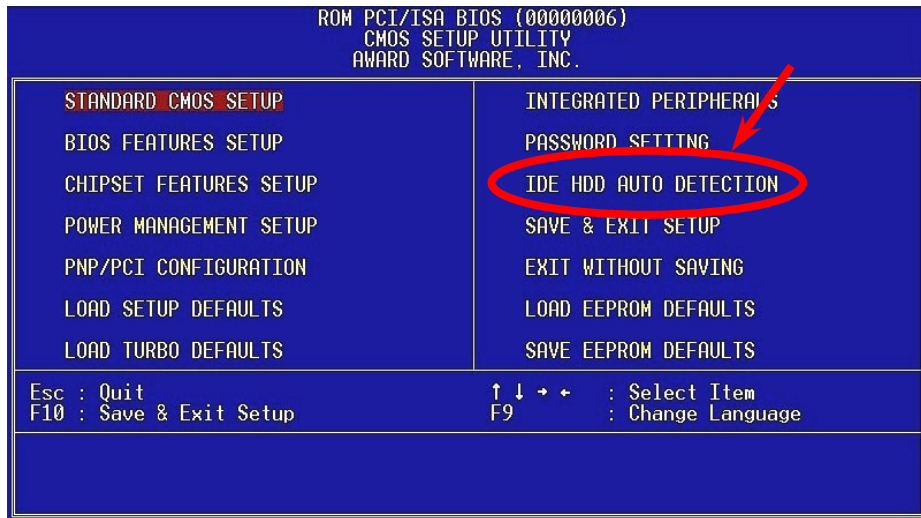 ROM PCI/ISA BIOS (00000006)
CMOS SETUP UTILITY
AWARD SOFTWARE, INC.
STANDARD CMOS SETUP
BIOS FEATURES SETUP
CHIPSET FEATURES SETUP
POWER MANAGEMENT SETUP
PNP/PCI CONFIGURATION
LOAD SETUP DEFAULTS
LOAD TURBO DEFAULTS
INTEGRATED PERIPHERALS
PASSWORD SETTING
IDE HDD AUTO DETECTION
SAVE & EXIT SETUP
EXIT WITHOUT SAVING
LOAD EEPROM DEFAULTS
SAVE EEPROM DEFAULTS
Esc : Quit
F10 : Save & Exit Setup
↑ ↓ → ← : Select Item
F9 : Change Language